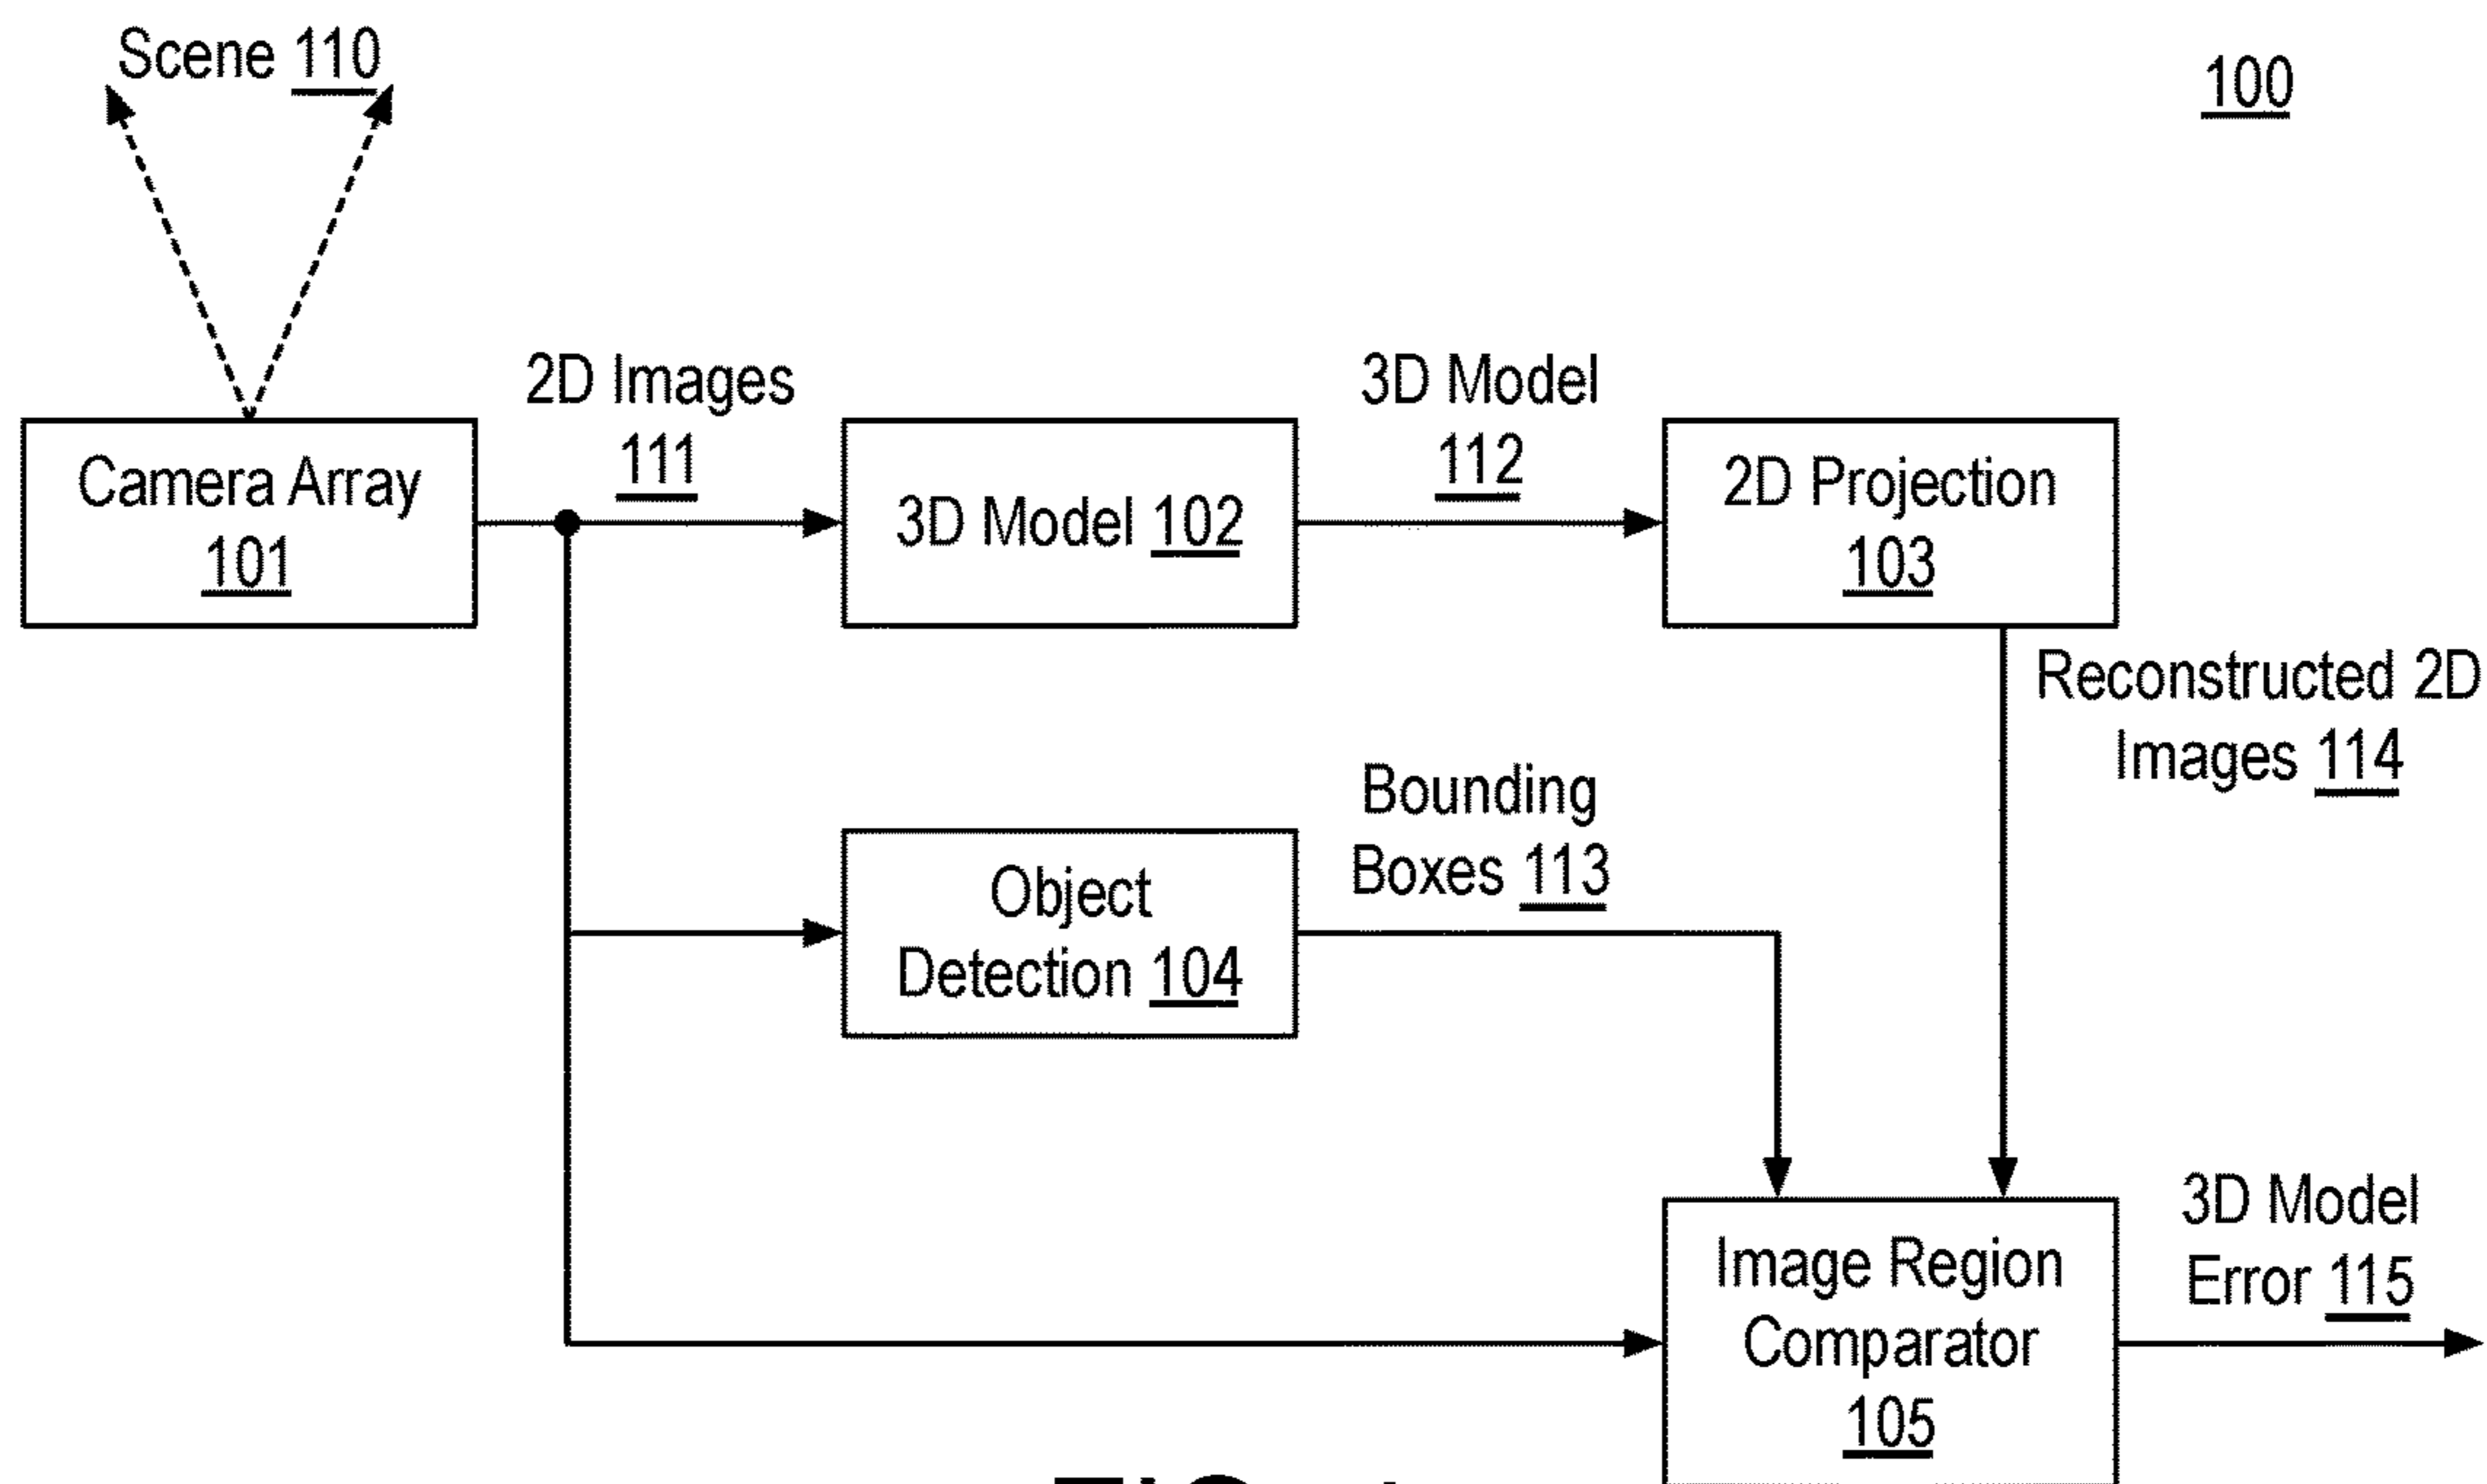 Scene 110
100
2D Images
111
3D Model
112
Camera Array
101
3D Model 102
2D Projection
103
Reconstructed 2D
Images 114
Bounding
Boxes 113
Object
Detection 104
Image Region
Comparator
105
3D Model
Error 115